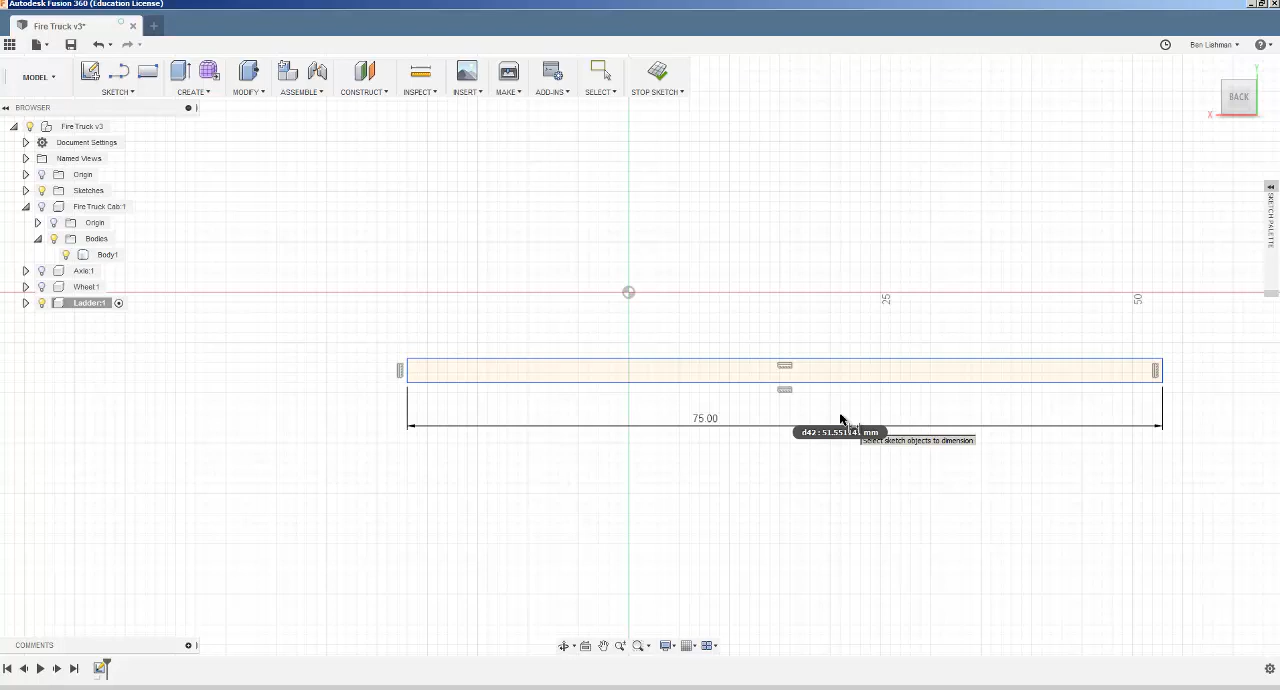 Autodesk Fusion 360 (Education License)
Fire Truck v3*
Ben Liehman
MODEL
SKETCH
CREATE
MODIFY
ASSEMBLE
CONSTRUCT
INSPECT
INSERT
MAKE
ADD-INS
SELECT
STOP SKETCH
Y
BACK
X
BROWSER
Fire Truck v3
Document Settings
Named Views
Origin
Sketches
Fire Truck Cab:1
Origin
Bodies
Body1
Axle:1
Wheel:1
Ladder:1
SKETCH PALETTE
25
50
75.00
mm
Select sketch objects to dimension
COMMENTS